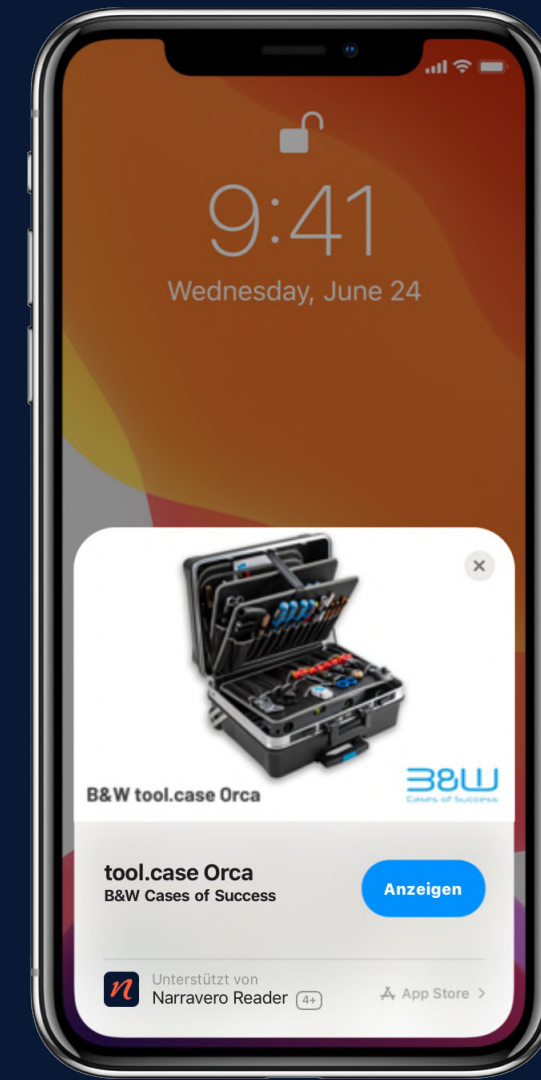 9:41
Wednesday, June 24
B&W tool.case Orca
B&W
Cases of Success
tool.case Orca
B&W Cases of Success
Anzeigen
Unterstützt von
Narravero Reader 4+
App Store